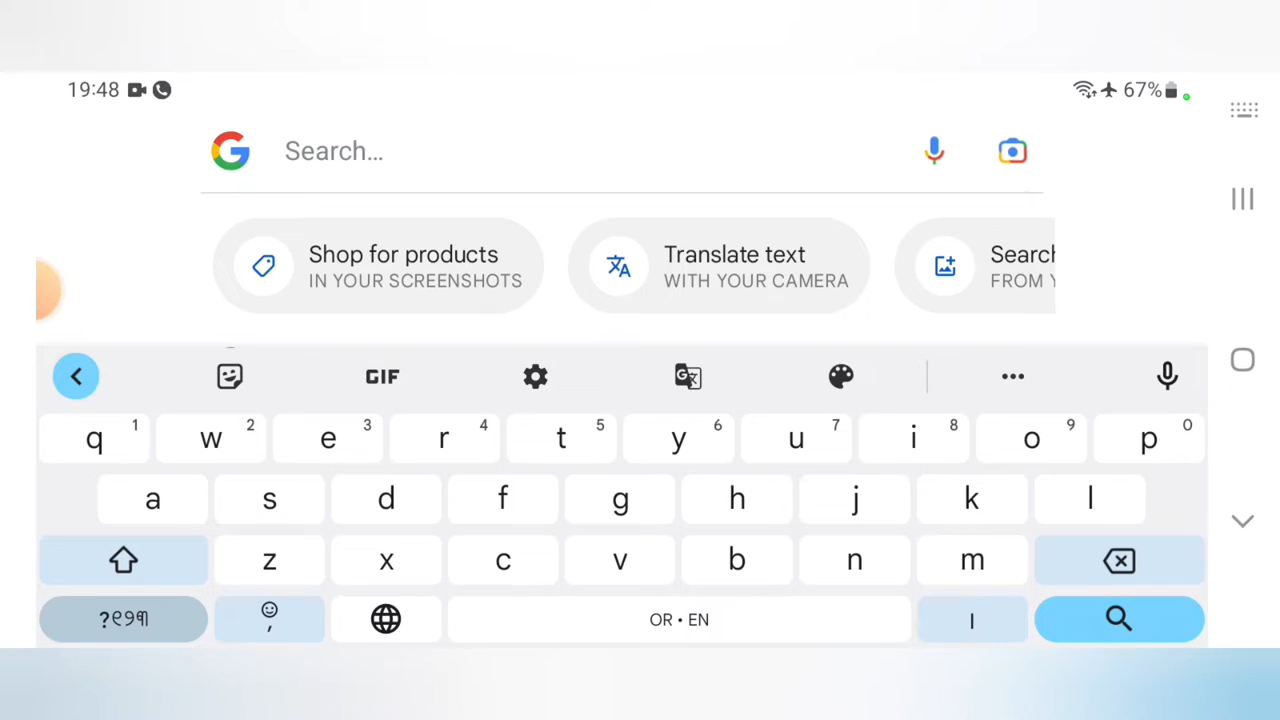 19:48 67%
Search...
Shop for products
IN YOUR SCREENSHOTS
Translate text
WITH YOUR CAMERA
Search
FROM Y
GIF
q 1 w 2 e 3 r 4 t 5 y 6 u 7 i 8 o 9 p 0
a s d f g h j k l
z x c v b n m
?୧୨୩ , OR • EN ।